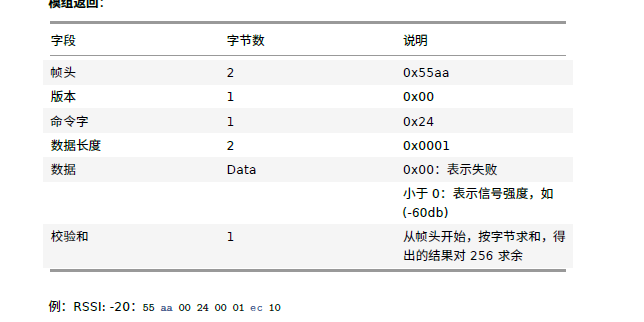 模组返回：
字段 字节数 说明
帧头 2 0x55aa
版本 1 0x00
命令字 1 0x24
数据长度 2 0x0001
数据 Data 0x00：表示失败
小于 0：表示信号强度，如
(-60db)
校验和 1 从帧头开始，按字节求和，得
出的结果对 256 求余
例：RSSI: -20：55 aa 00 24 00 01 ec 10